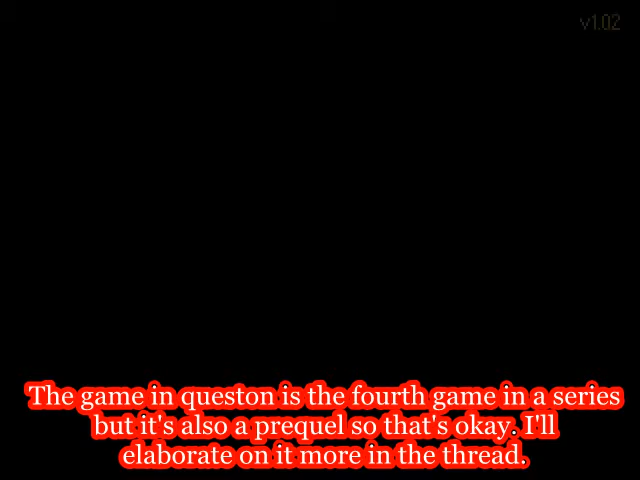 v1.02
The game in queston is the fourth game in a series
but it's also a prequel so that's okay. I'll
elaborate on it more in the thread.